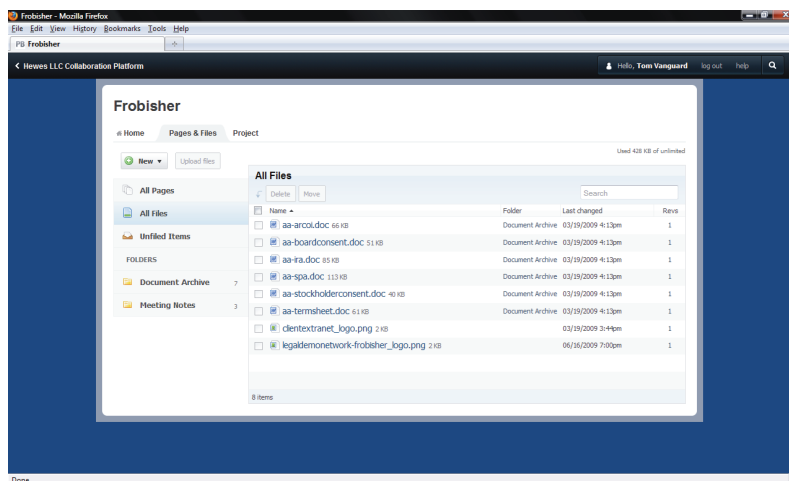 Frobisher - Mozilla Firefox
File Edit View History Bookmarks Tools Help
PB Frobisher
Hewes LLC Collaboration Platform
Hello, Tom Vanguard log out help
Frobisher
Home Pages & Files Project
Used 428 KB of unlimited
New Upload files
All Files
Delete Move Search
All Pages
All Files
Unfiled Items
FOLDERS
Document Archive 7
Meeting Notes 3
Name Folder Last changed Revs
aa-arcoi.doc 66 KB Document Archive 03/19/2009 4:13pm 1
aa-boardconsent.doc 51 KB Document Archive 03/19/2009 4:13pm 1
aa-ira.doc 85 KB Document Archive 03/19/2009 4:13pm 1
aa-spa.doc 113 KB Document Archive 03/19/2009 4:13pm 1
aa-stockholderconsent.doc 40 KB Document Archive 03/19/2009 4:13pm 1
aa-termsheet.doc 61 KB Document Archive 03/19/2009 4:13pm 1
clientextranet_logo.png 2 KB 03/19/2009 3:44pm 1
legaldemonetwork-frobisher_logo.png 2 KB 06/16/2009 7:00pm 1
8 items
Done